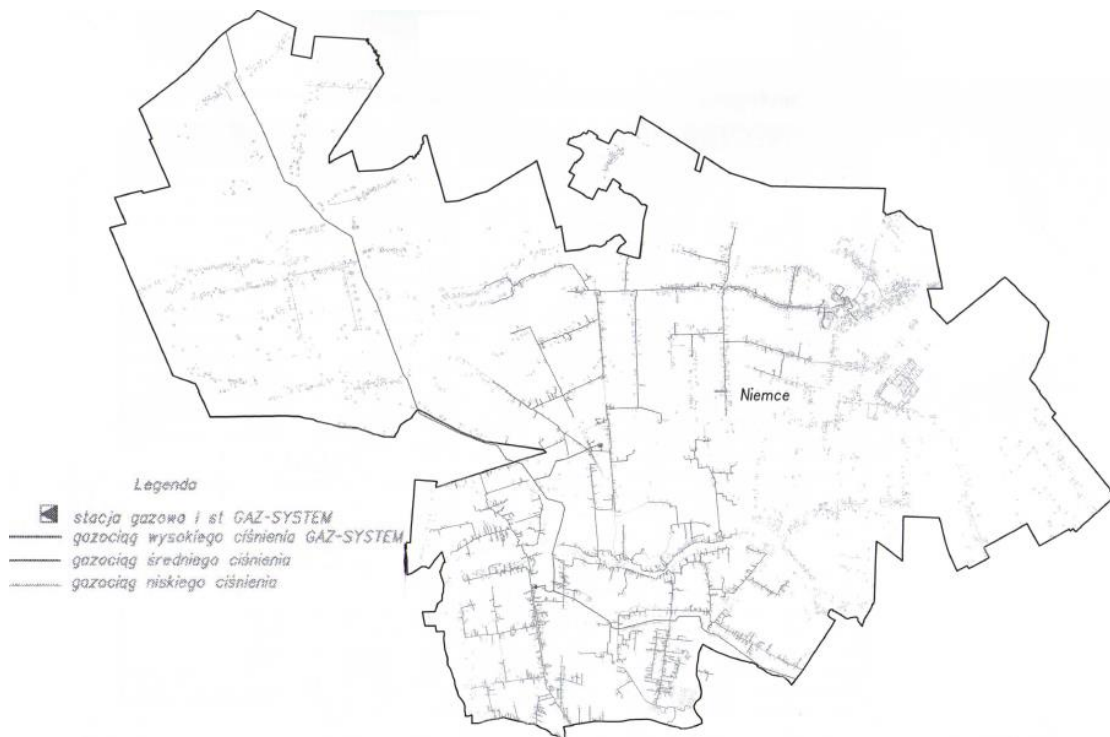 Niemce
Legenda
stacja gazowa i st GAZ-SYSTEM
gazociąg wysokiego ciśnienia GAZ-SYSTEM
gazociąg średniego ciśnienia
gazociąg niskiego ciśnienia